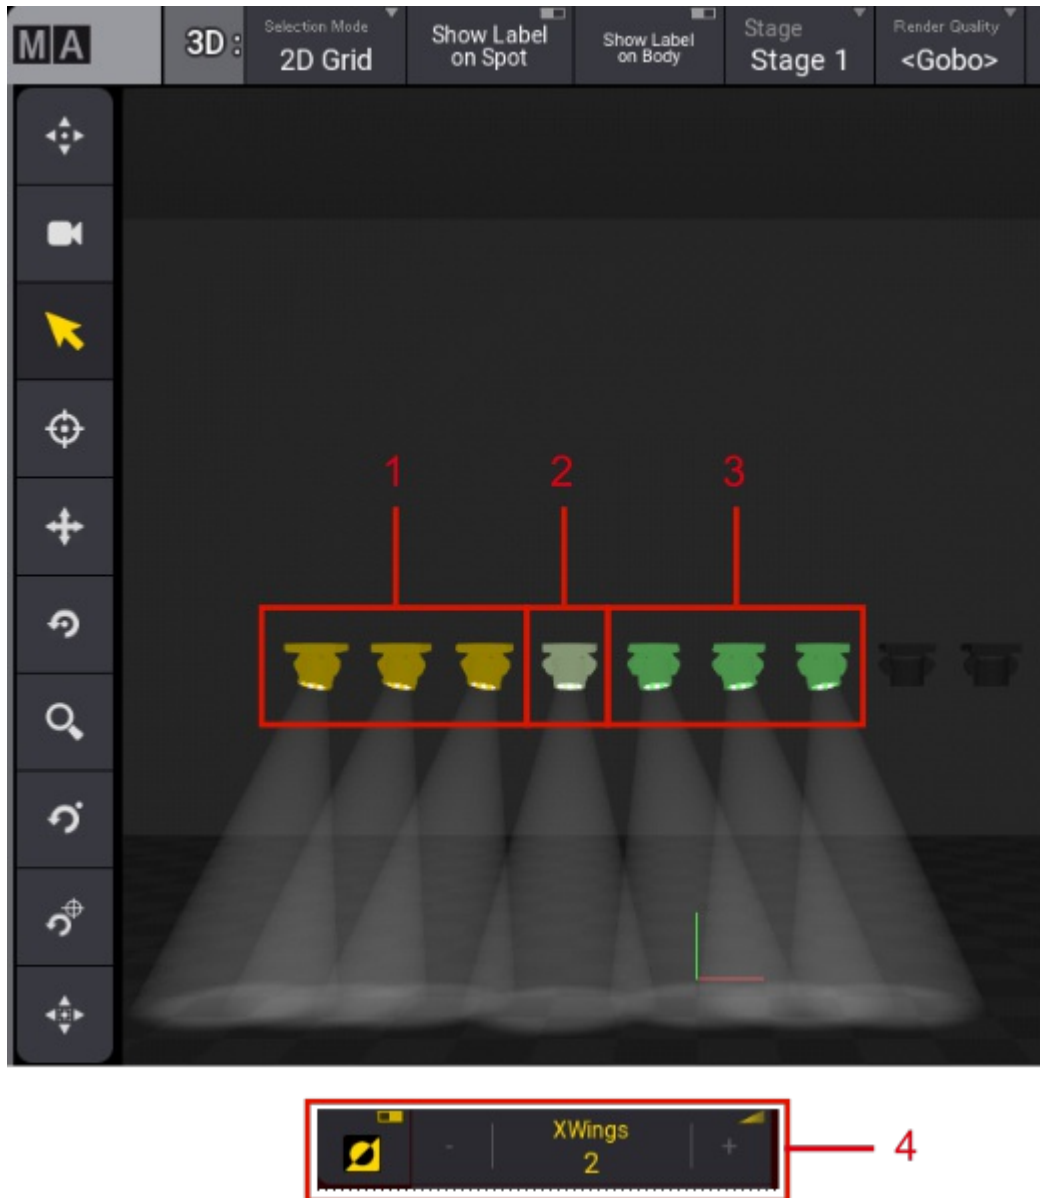 MA
3D :
Selection Mode
2D Grid
Show Label
on Spot
Show Label
on Body
Stage
Stage 1
Render Quality
<Gobo>
1
2
3
-
XWings
2
+
4